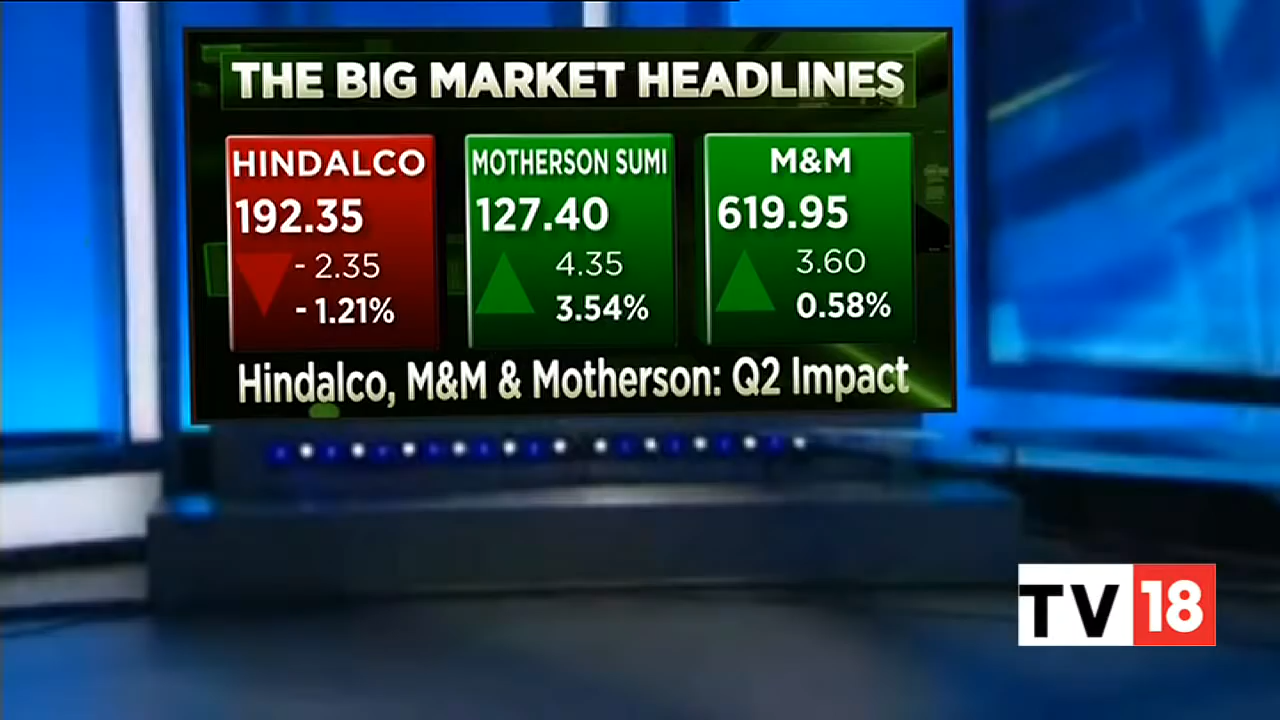 THE BIG MARKET HEADLINES
HINDALCO
192.35
- 2.35
- 1.21%
MOTHERSON SUMI
127.40
4.35
3.54%
M&M
619.95
3.60
0.58%
Hindalco, M&M & Motherson: Q2 Impact
TV18